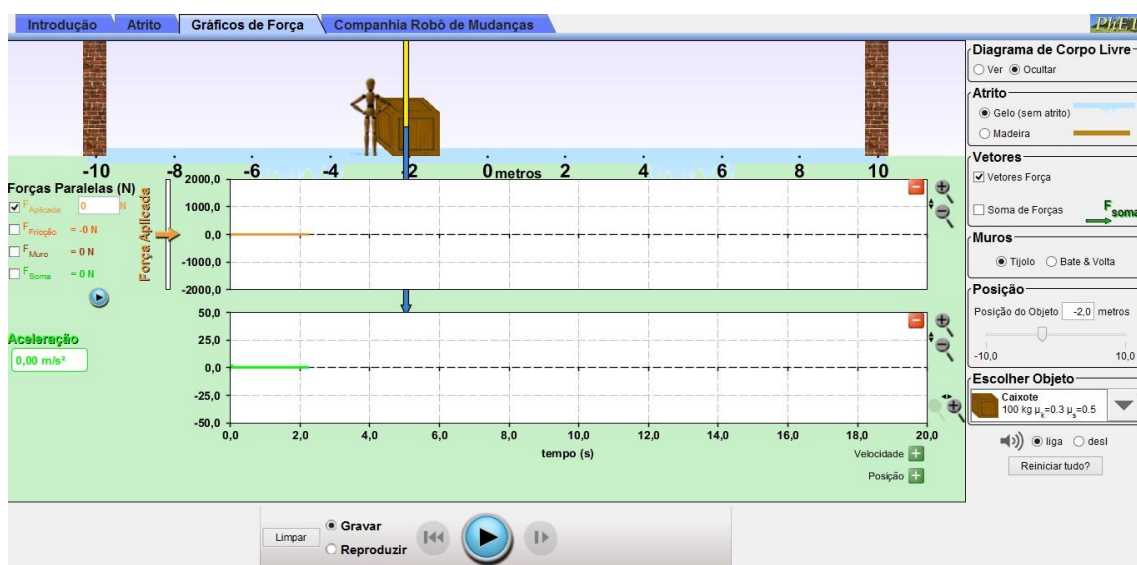 Introdução
Atrito
Gráficos de Força
Companhia Robô de Mudanças
PhET
-10 -8 -6 -4 -2 0 metros 2 4 6 8 10
Forças Paralelas (N)
F Aplicada 0 N
F Fricção = -0 N
F Muro = 0 N
F Soma = 0 N
Força Aplicada
2000,0
1000,0
0,0
-1000,0
-2000,0
Aceleração
0,00 m/s²
50,0
25,0
0,0
-25,0
-50,0
0,0 2,0 4,0 6,0 8,0 10,0 12,0 14,0 16,0 18,0 20,0
tempo (s)
Velocidade
Posição
Limpar
Gravar
Reproduzir
Diagrama de Corpo Livre
Ver Ocultar
Atrito
Gelo (sem atrito)
Madeira
Vetores
Vetores Força
Soma de Forças F soma
Muros
Tijolo Bate & Volta
Posição
Posição do Objeto -2,0 metros
-10,0 10,0
Escolher Objeto
Caixote
100 kg μk=0.3 μs=0.5
liga desl
Reiniciar tudo?